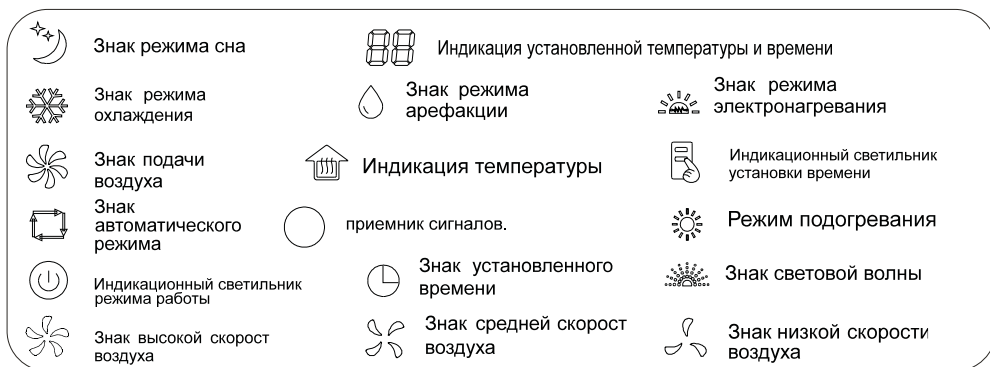 Знак режима сна
88
Индикация установленной температуры и времени
Знак режима
охлаждения
Знак режима
арефакции
Знак режима
электронагревания
Знак подачи
воздуха
Индикация температуры
Индикационный светильник
установки времени
Знак
автоматического
режима
приемник сигналов.
Режим подогревания
Индикационный светильник
режима работы
Знак установленного
времени
Знак световой волны
Знак высокой скорост
воздуха
Знак средней скорост
воздуха
Знак низкой скорости
воздуха